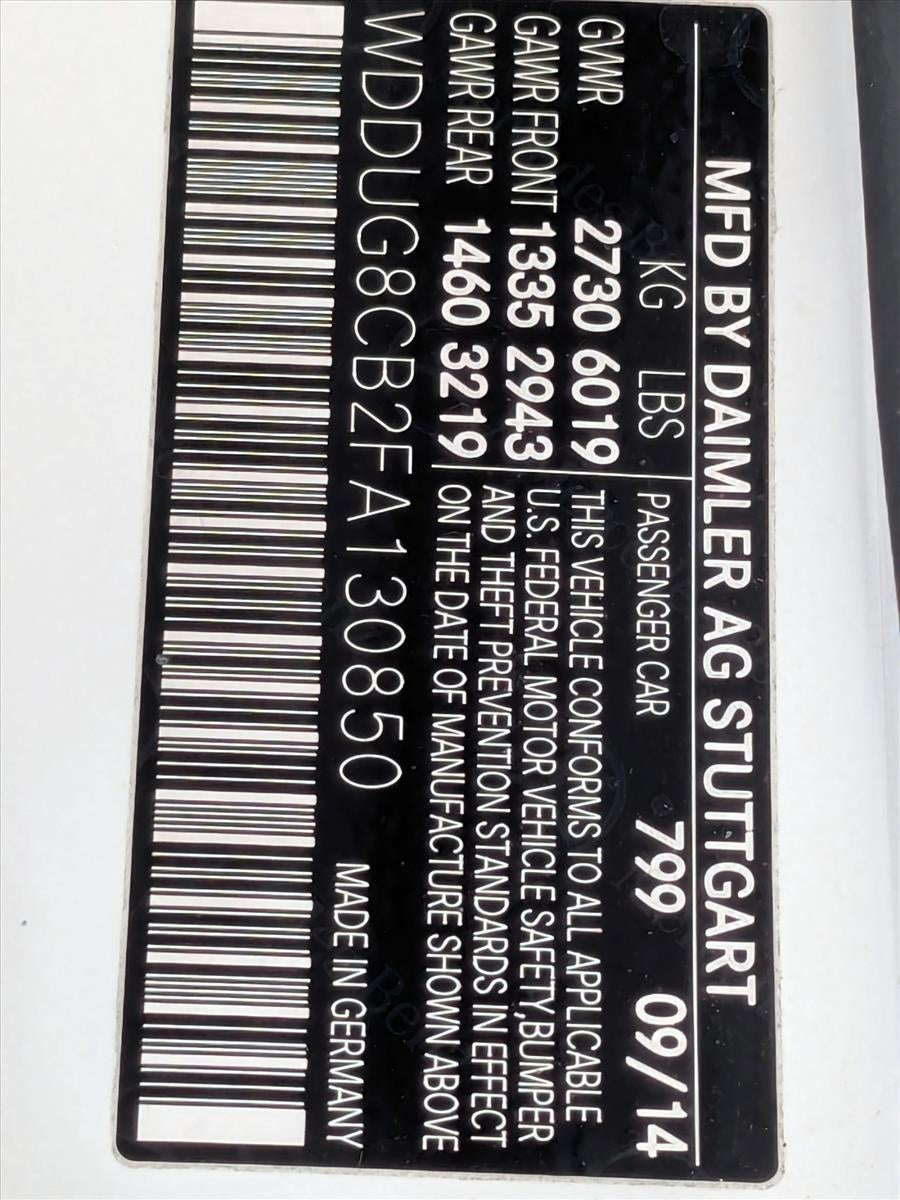 MFD BY DAIMLER AG STUTTGART
KG LBS PASSENGER CAR 799 09/14
GVWR 2730 6019 THIS VEHICLE CONFORMS TO ALL APPLICABLE
GAWR FRONT 1335 2943 U.S. FEDERAL MOTOR VEHICLE SAFETY,BUMPER
AND THEFT PREVENTION STANDARDS IN EFFECT
GAWR REAR 1460 3219 ON THE DATE OF MANUFACTURE SHOWN ABOVE
WDDUG8CB2FA130850 MADE IN GERMANY